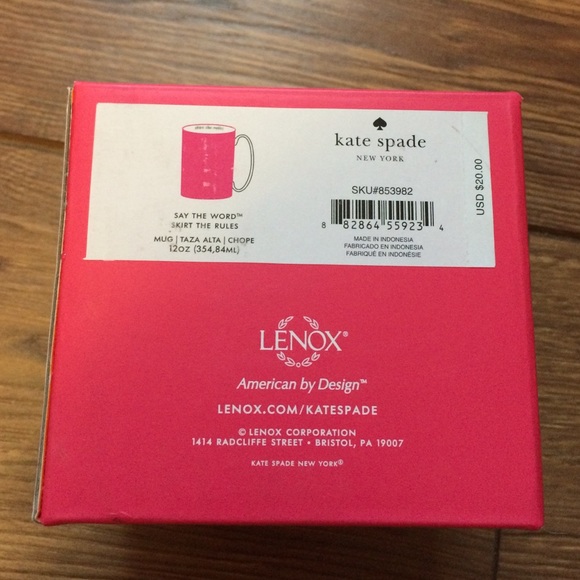 SAY THE WORD™
SKIRT THE RULES
MUG | TAZA ALTA | CHOPE
12OZ (354,84ML)
kate spade
NEW YORK
SKU#853982
8 82864 55923 4
MADE IN INDONESIA
FABRICADO EN INDONESIA
FABRIQUÉ EN INDONÉSIE
USD $20.00
LENOX®
American by Design™
LENOX.COM/KATESPADE
© LENOX CORPORATION
1414 RADCLIFFE STREET • BRISTOL, PA 19007
KATE SPADE NEW YORK®